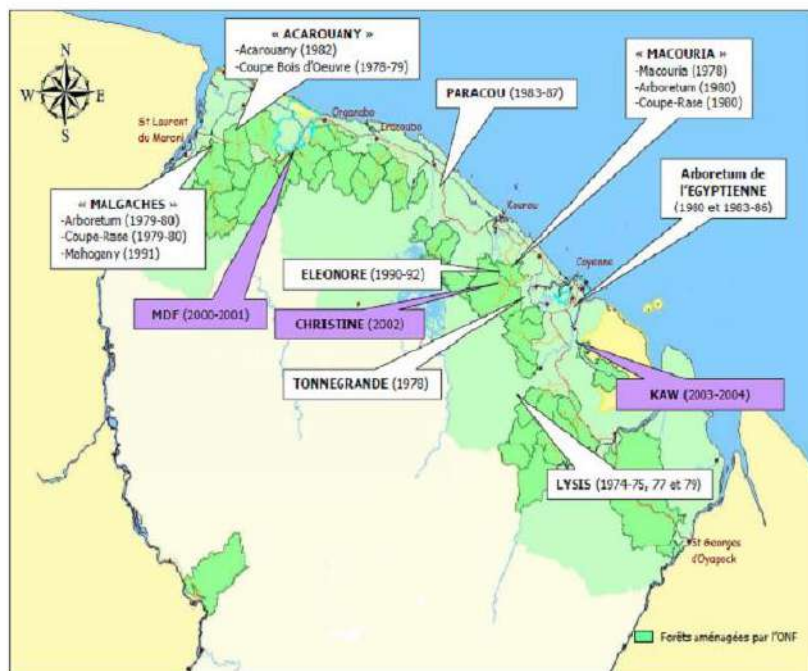 « ACAROUANY »
-Acarouany (1982)
-Coupe Bois d'Oeuvre (1978-79)
« MACOURIA »
-Macouria (1978)
-Arboretum (1980)
-Coupe-Rase (1980)
N
W E
S
PARACOU (1983-87)
Organabo
Iracoubo
St Laurent
du Maroni
Arboretum de
l'EGYPTIENNE
(1980 et 1983-86)
« MALGACHES »
-Arboretum (1979-80)
-Coupe-Rase (1979-80)
-Mahogany (1991)
Kourou
Cayenne
ELEONORE (1990-92)
MDF (2000-2001)
CHRISTINE (2002)
TONNEGRANDE (1978)
KAW (2003-2004)
LYSIS (1974-75, 77 et 79)
St Georges
d'Oyapock
Forêts aménagées par l'ONF